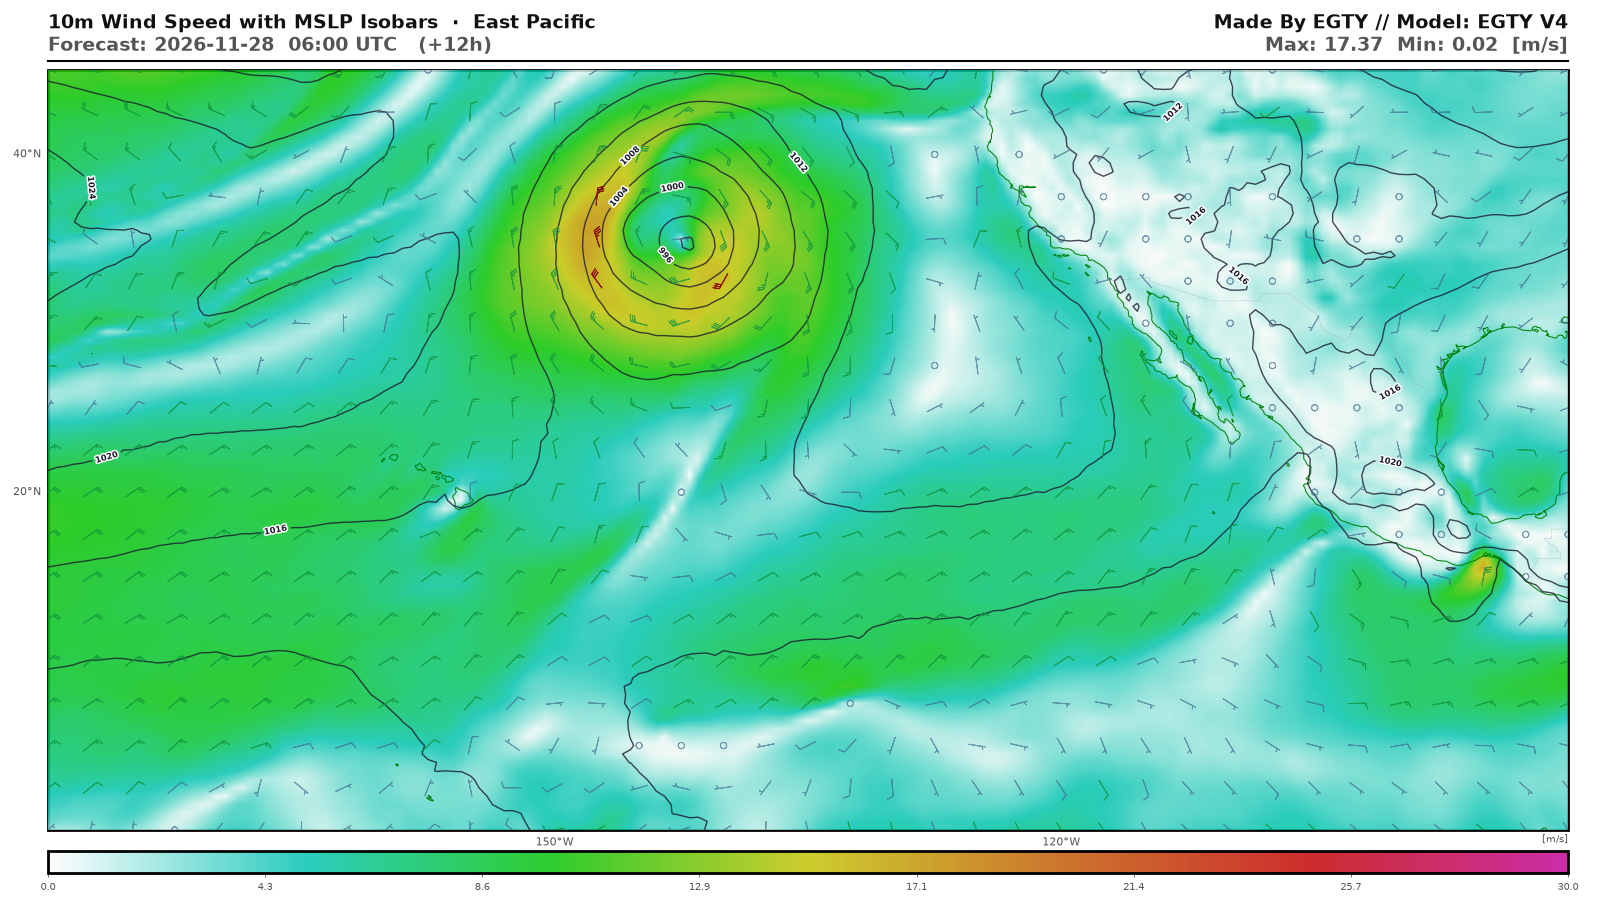 10m Wind Speed with MSLP Isobars · East Pacific
Made By EGTY // Model: EGTY V4
Forecast: 2026-11-28 06:00 UTC (+12h)
Max: 17.37 Min: 0.02 [m/s]
1012
40°N
1008
1012
1024
1000
1004
1016
996
1016
1016
1020
1020
20°N
1016
150°W
120°W
[m/s]
0.0
4.3
8.6
12.9
17.1
21.4
25.7
30.0